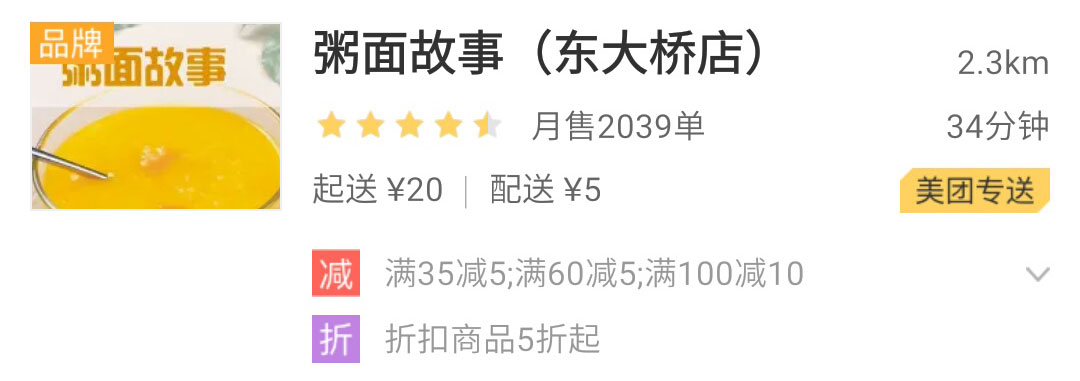 品牌
粥面故事
粥面故事（东大桥店）
2.3km
月售2039单
34分钟
起送 ¥20 | 配送 ¥5
美团专送
减 满35减5;满60减5;满100减10
折 折扣商品5折起